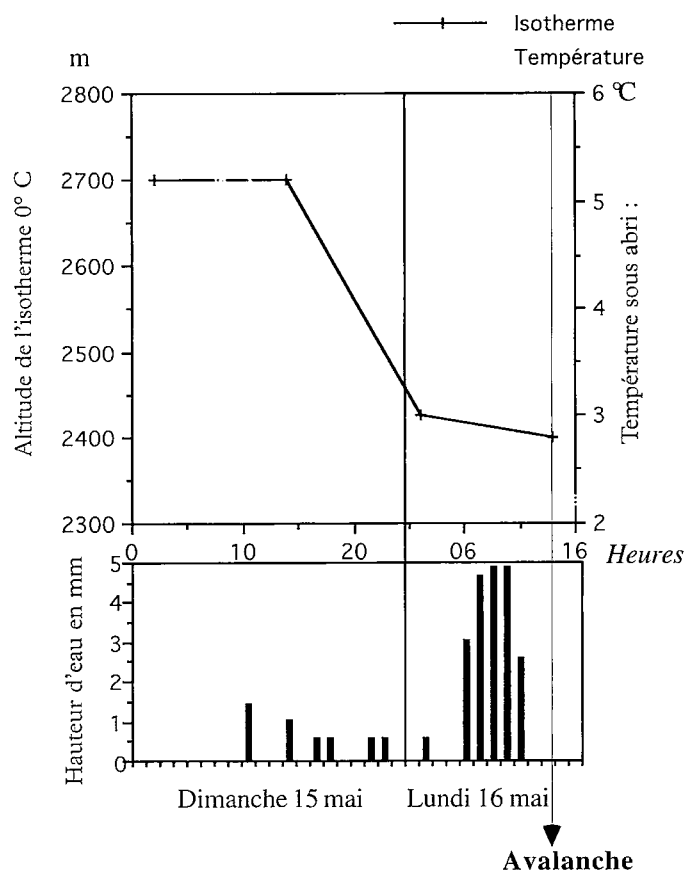 Isotherme
m
Température
2800
6 °C
2700
5
2600
4
2500
3
2400
2300
2
Altitude de l'isotherme 0° C
Température sous abri :
0
10
20
06
16
Heures
5
4
3
2
1
0
Hauteur d'eau en mm
Dimanche 15 mai
Lundi 16 mai
Avalanche